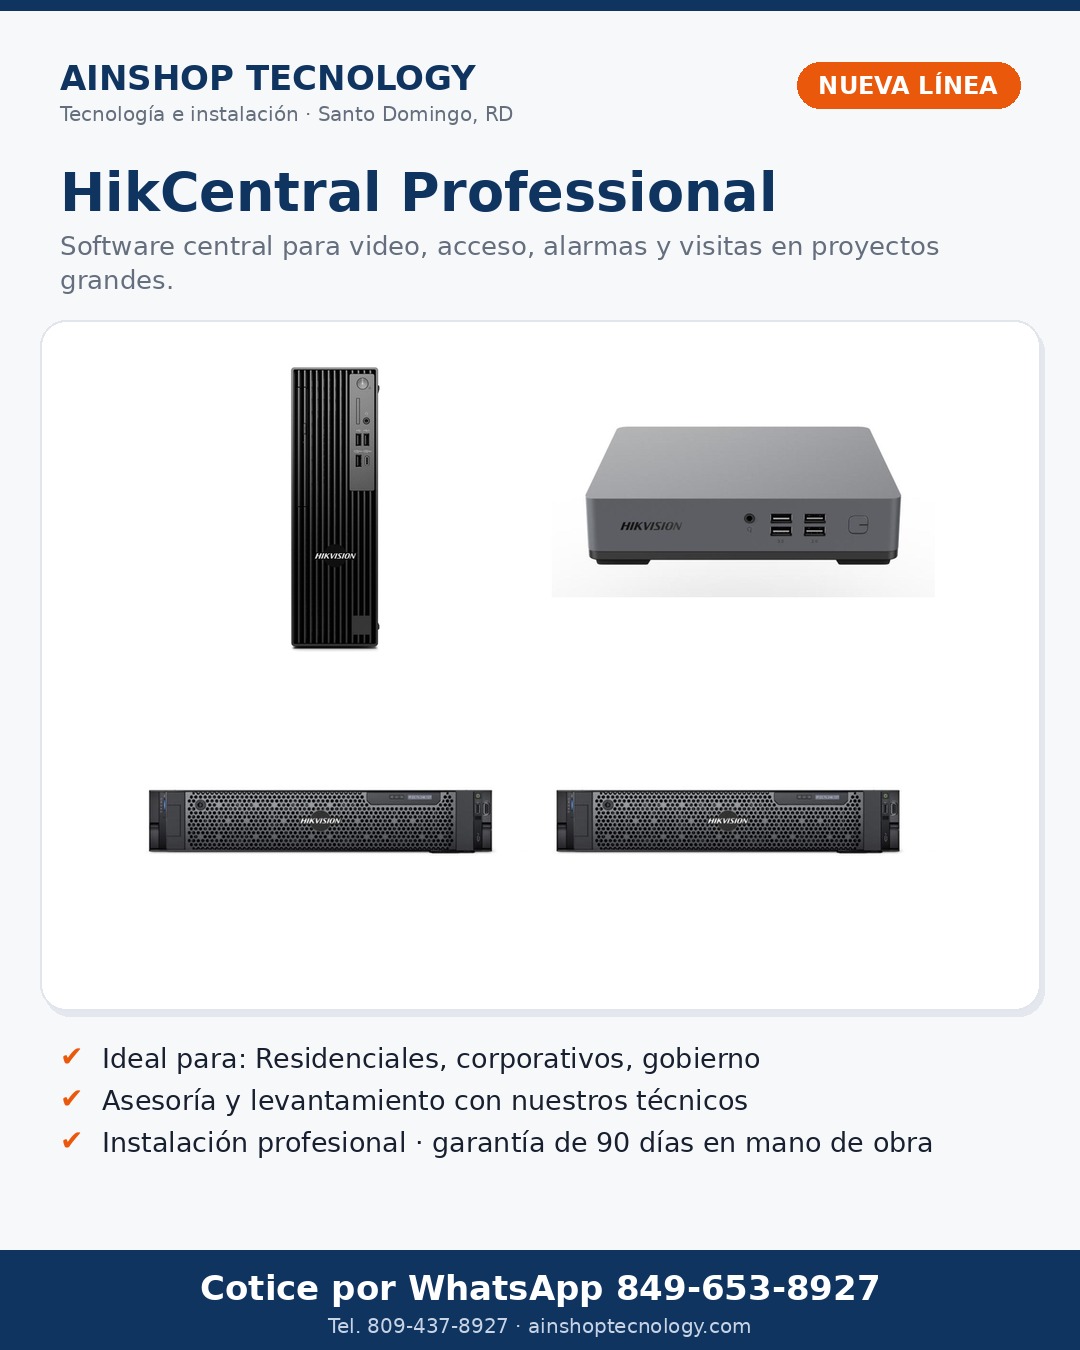 AINSHOP TECNOLOGY
NUEVA LÍNEA
Tecnología e instalación · Santo Domingo, RD
HikCentral Professional
Software central para video, acceso, alarmas y visitas en proyectos
grandes.
HIKVISION
HIKVISION
HIKVISION
HIKVISION
✔ Ideal para: Residenciales, corporativos, gobierno
✔ Asesoría y levantamiento con nuestros técnicos
✔ Instalación profesional · garantía de 90 días en mano de obra
Cotice por WhatsApp 849-653-8927
Tel. 809-437-8927 · ainshoptecnology.com